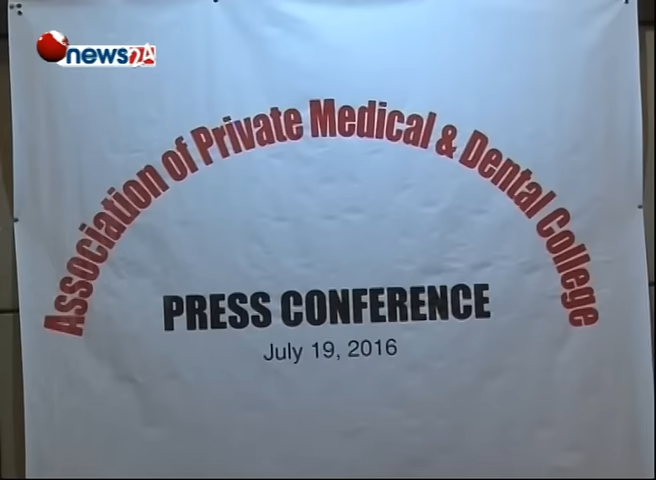 news24
Association of Private Medical & Dental College
PRESS CONFERENCE
July 19, 2016